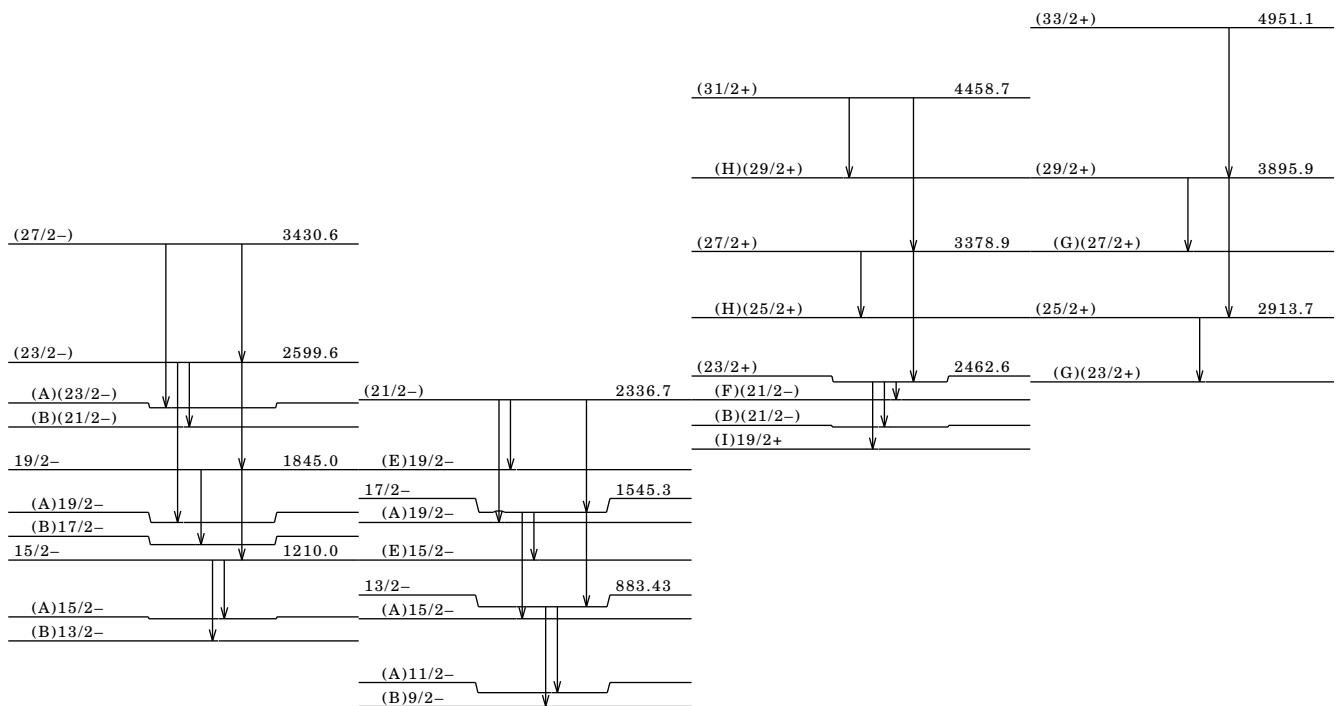 (33/2+) 4951.1
(31/2+) 4458.7
(H)(29/2+)
(29/2+) 3895.9
(27/2−) 3430.6
(27/2+) 3378.9
(G)(27/2+)
(H)(25/2+)
(25/2+) 2913.7
(23/2−) 2599.6
(23/2+) 2462.6
(G)(23/2+)
(A)(23/2−)
(21/2−) 2336.7
(F)(21/2−)
(B)(21/2−)
(B)(21/2−)
(I)19/2+
19/2− 1845.0
(E)19/2−
17/2− 1545.3
(A)19/2−
(A)19/2−
(B)17/2−
15/2− 1210.0
(E)15/2−
13/2− 883.43
(A)15/2−
(A)15/2−
(B)13/2−
(A)11/2−
(B)9/2−